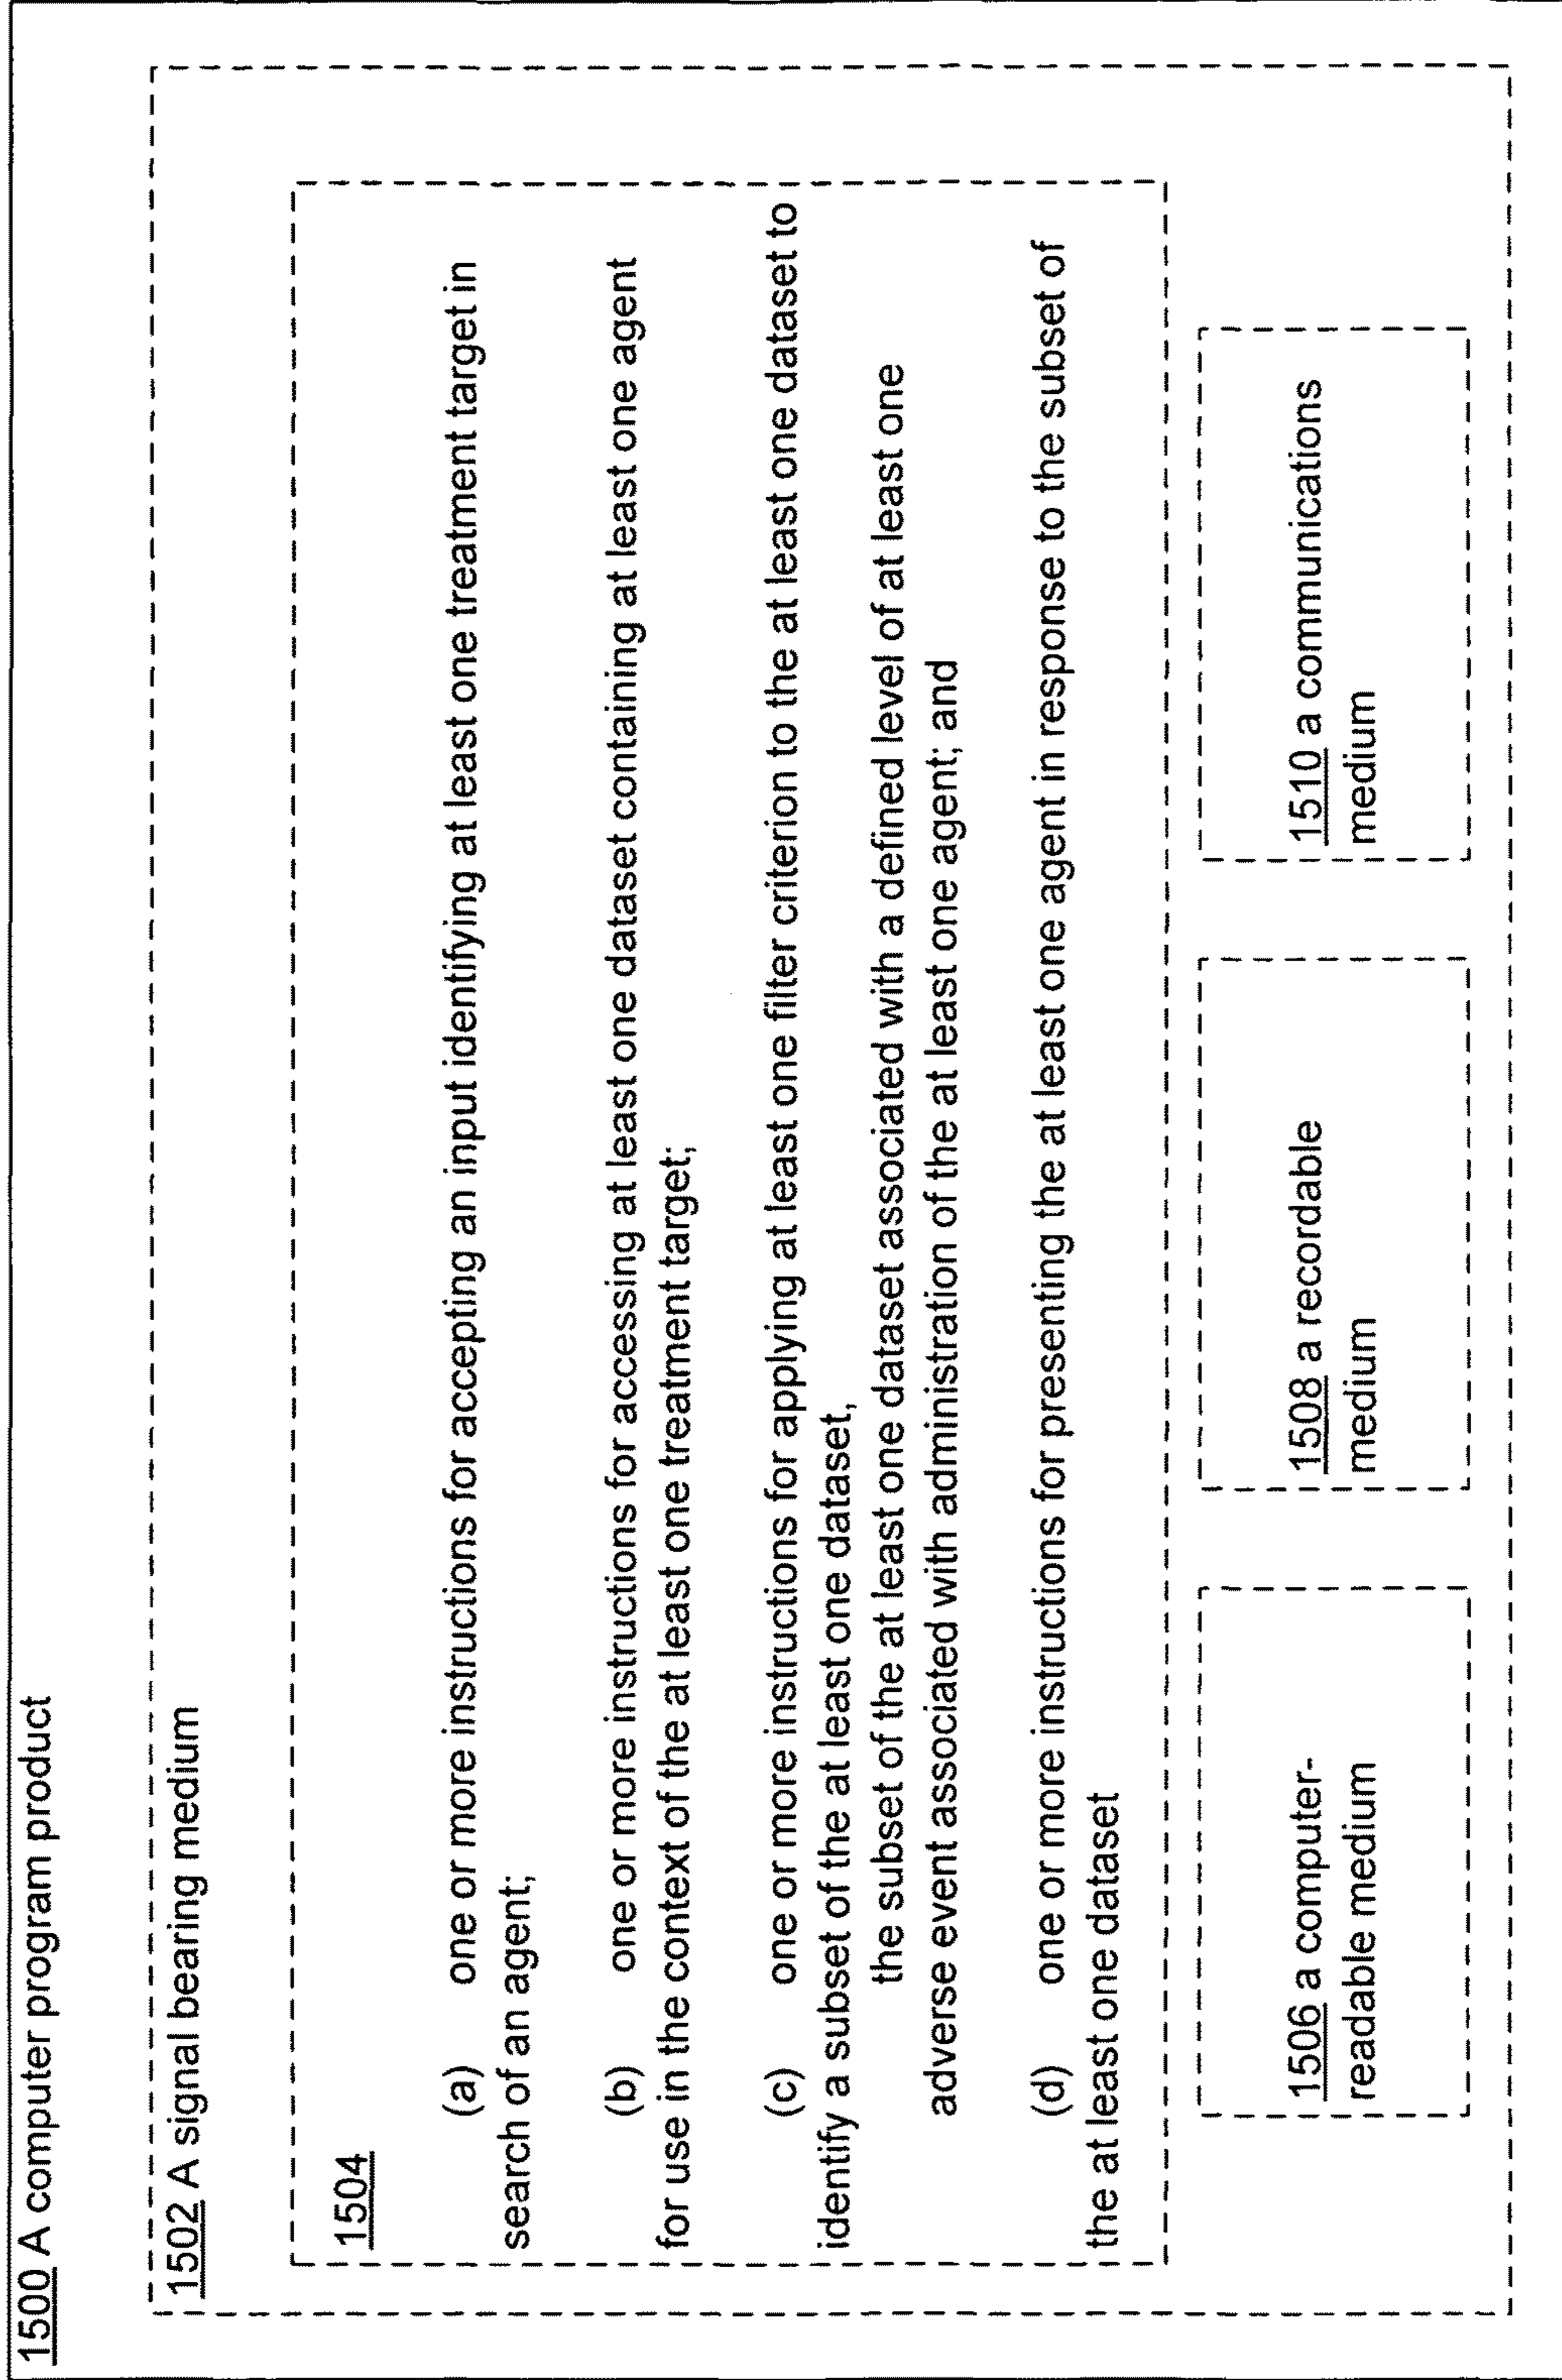 1500 A computer program product
1502 A signal bearing medium
1504
(a) one or more instructions for accepting an input identifying at least one treatment target in
search of an agent;
(b) one or more instructions for accessing at least one dataset containing at least one agent
for use in the context of the at least one treatment target;
(c) one or more instructions for applying at least one filter criterion to the at least one dataset to
identify a subset of the at least one dataset,
the subset of the at least one dataset associated with a defined level of at least one
adverse event associated with administration of the at least one agent; and
(d) one or more instructions for presenting the at least one agent in response to the subset of
the at least one dataset
1506 a computer-
readable medium
1508 a recordable
medium
1510 a communications
medium